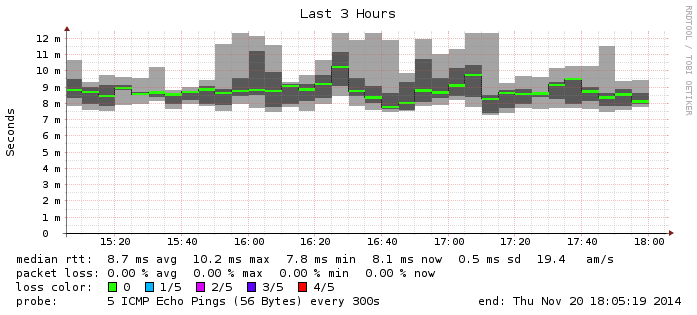 Last 3 Hours
RRDTOOL / TOBI OETIKER
Seconds
12 m
11 m
10 m
9 m
8 m
7 m
6 m
5 m
4 m
3 m
2 m
1 m
0
15:20 15:40 16:00 16:20 16:40 17:00 17:20 17:40 18:00
median rtt: 8.7 ms avg 10.2 ms max 7.8 ms min 8.1 ms now 0.5 ms sd 19.4 am/s
packet loss: 0.00 % avg 0.00 % max 0.00 % min 0.00 % now
loss color: 0 1/5 2/5 3/5 4/5
probe: 5 ICMP Echo Pings (56 Bytes) every 300s end: Thu Nov 20 18:05:19 2014